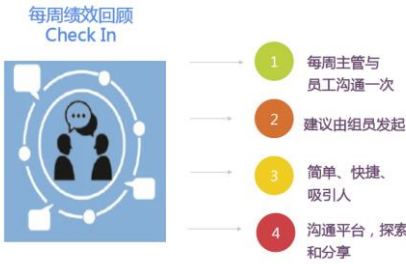 每周绩效回顾
Check In
1
每周主管与
员工沟通一次
2
建议由组员发起
3
简单、快捷、
吸引人
4
沟通平台，探索
和分享